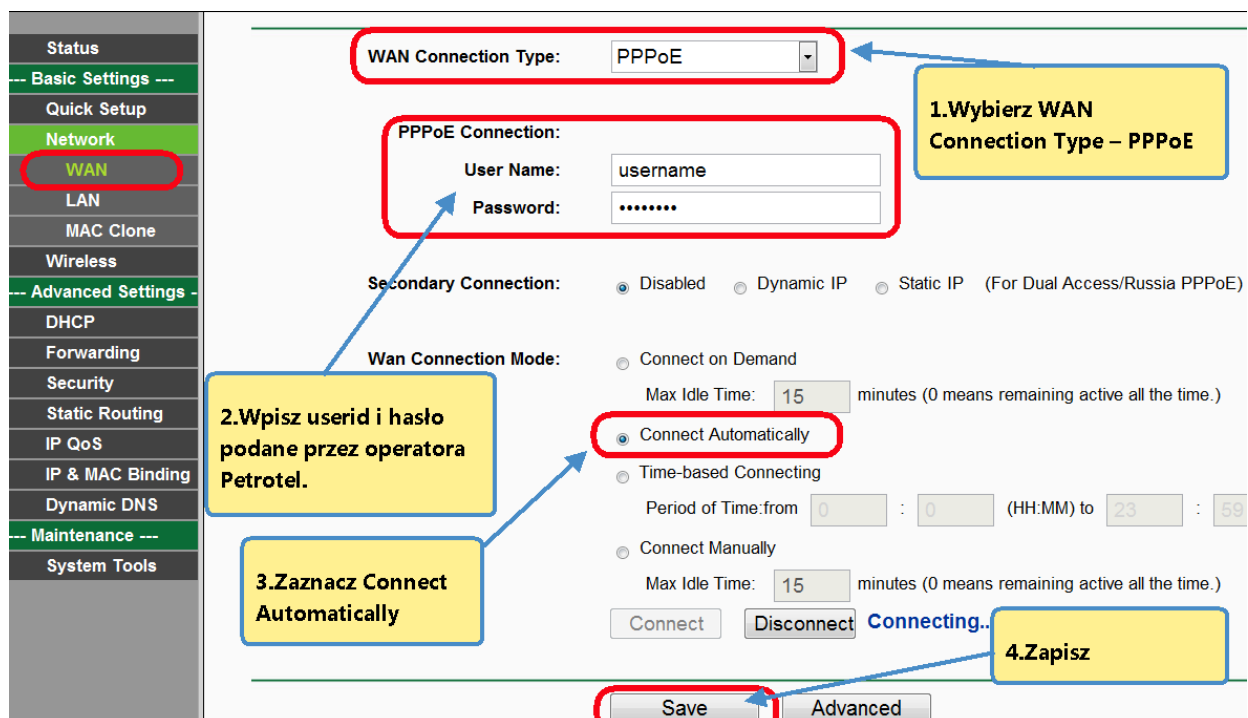 Status
--- Basic Settings ---
Quick Setup
Network
WAN
LAN
MAC Clone
Wireless
--- Advanced Settings -
DHCP
Forwarding
Security
Static Routing
IP QoS
IP & MAC Binding
Dynamic DNS
--- Maintenance ---
System Tools
WAN Connection Type: PPPoE
1.Wybierz WAN
Connection Type – PPPoE
PPPoE Connection:
User Name: username
Password: ••••••••
Secondary Connection: Disabled Dynamic IP Static IP (For Dual Access/Russia PPPoE)
Wan Connection Mode: Connect on Demand
Max Idle Time: 15 minutes (0 means remaining active all the time.)
2.Wpisz userid i hasło
podane przez operatora
Petrotel.
Connect Automatically
Time-based Connecting
Period of Time:from 0 : 0 (HH:MM) to 23 : 59
3.Zaznacz Connect
Automatically
Connect Manually
Max Idle Time: 15 minutes (0 means remaining active all the time.)
Connect Disconnect Connecting..
4.Zapisz
Save Advanced